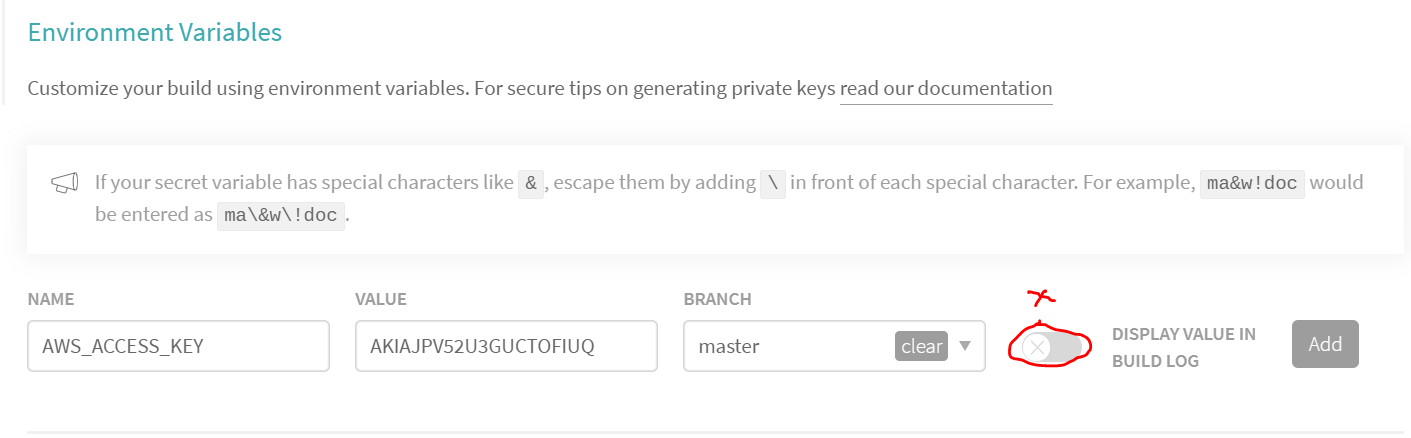 Environment Variables
Customize your build using environment variables. For secure tips on generating private keys read our documentation
If your secret variable has special characters like &, escape them by adding \ in front of each special character. For example, ma&w!doc would
be entered as ma\&w\!doc.
NAME VALUE BRANCH
AWS_ACCESS_KEY AKIAJPV52U3GUCTOFIUQ master clear DISPLAY VALUE IN
BUILD LOG
Add